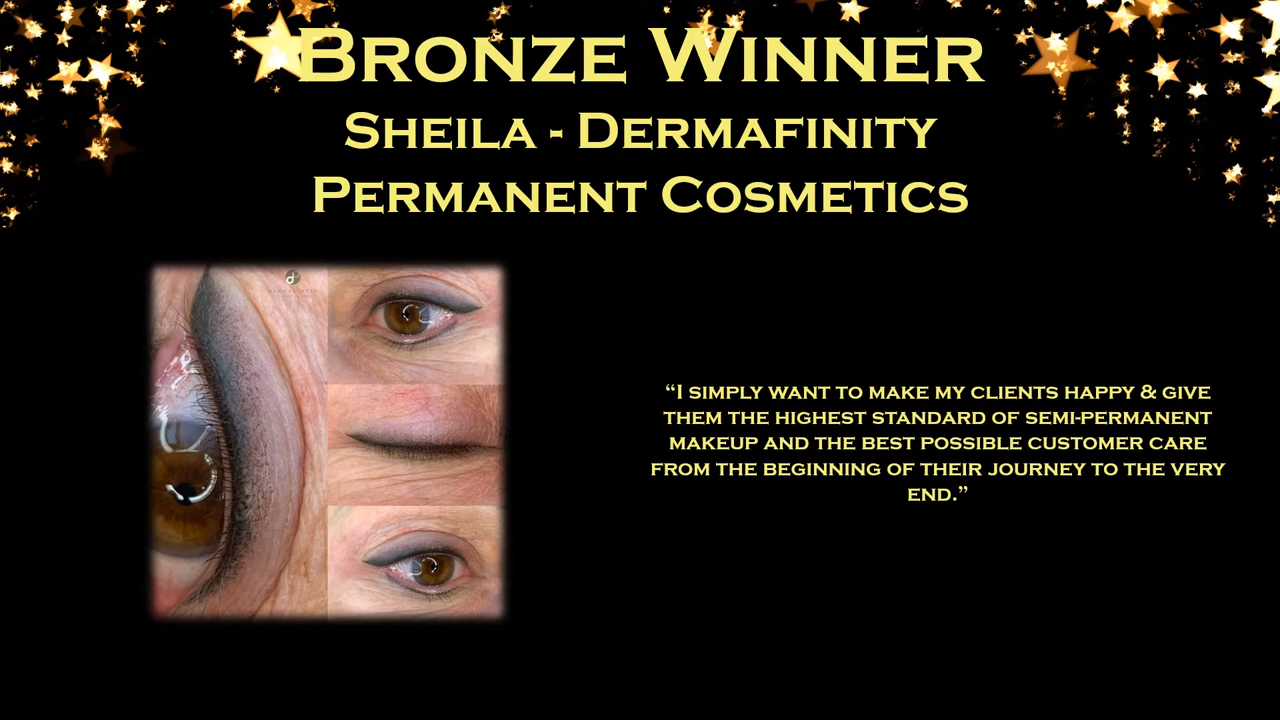 Bronze Winner
Sheila - Dermafinity
Permanent Cosmetics
“I simply want to make my clients happy & give
them the highest standard of semi-permanent
makeup and the best possible customer care
from the beginning of their journey to the very
end.”